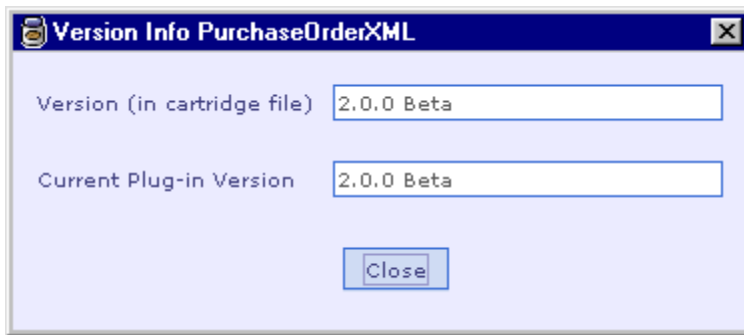 Version Info PurchaseOrderXML
Version (in cartridge file) 2.0.0 Beta
Current Plug-in Version 2.0.0 Beta
Close